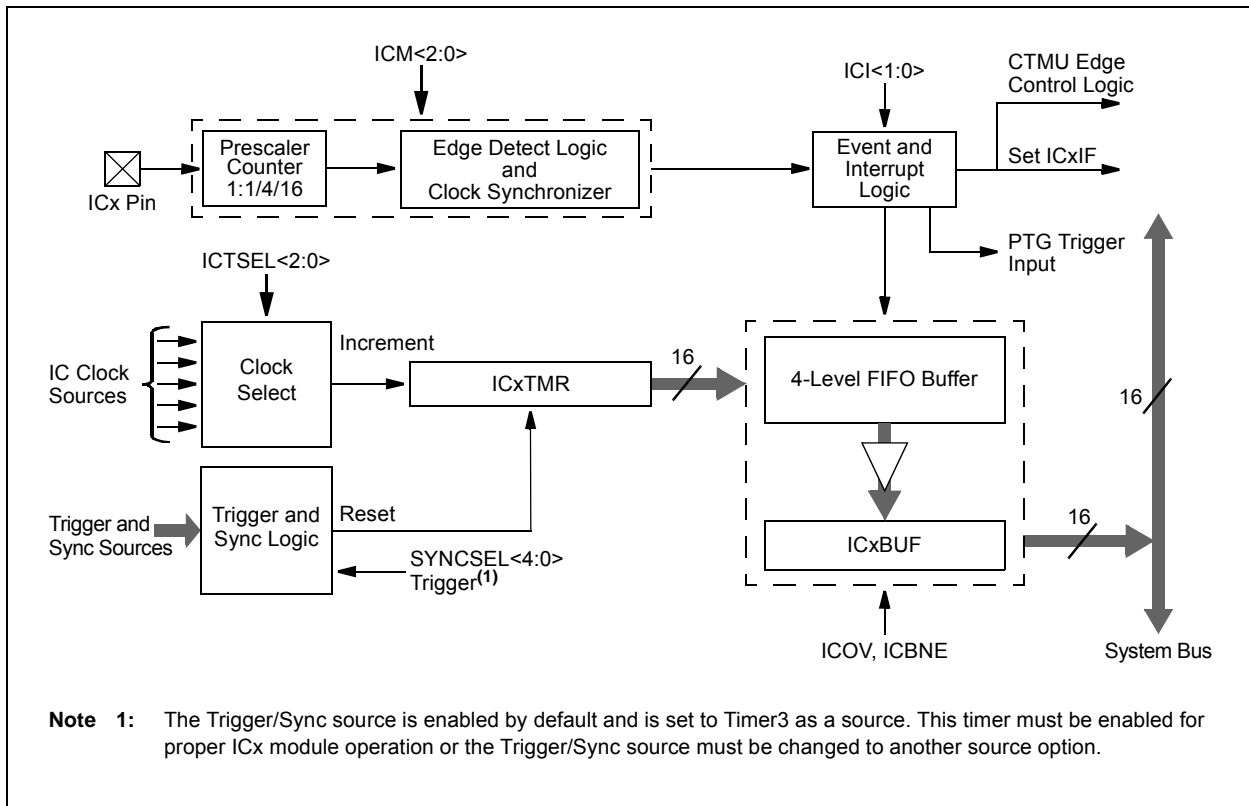 ICM<2:0>
ICI<1:0>
CTMU Edge
Control Logic
ICx Pin
Prescaler
Counter
1:1/4/16
Edge Detect Logic
and
Clock Synchronizer
Event and
Interrupt
Logic
Set ICxIF
PTG Trigger
Input
ICTSEL<2:0>
IC Clock
Sources
Clock
Select
Increment
ICxTMR
16
4-Level FIFO Buffer
16
Trigger and
Sync Sources
Trigger and
Sync Logic
Reset
SYNCSEL<4:0>
Trigger(1)
ICxBUF
16
ICOV, ICBNE
System Bus
Note 1: The Trigger/Sync source is enabled by default and is set to Timer3 as a source. This timer must be enabled for
proper ICx module operation or the Trigger/Sync source must be changed to another source option.